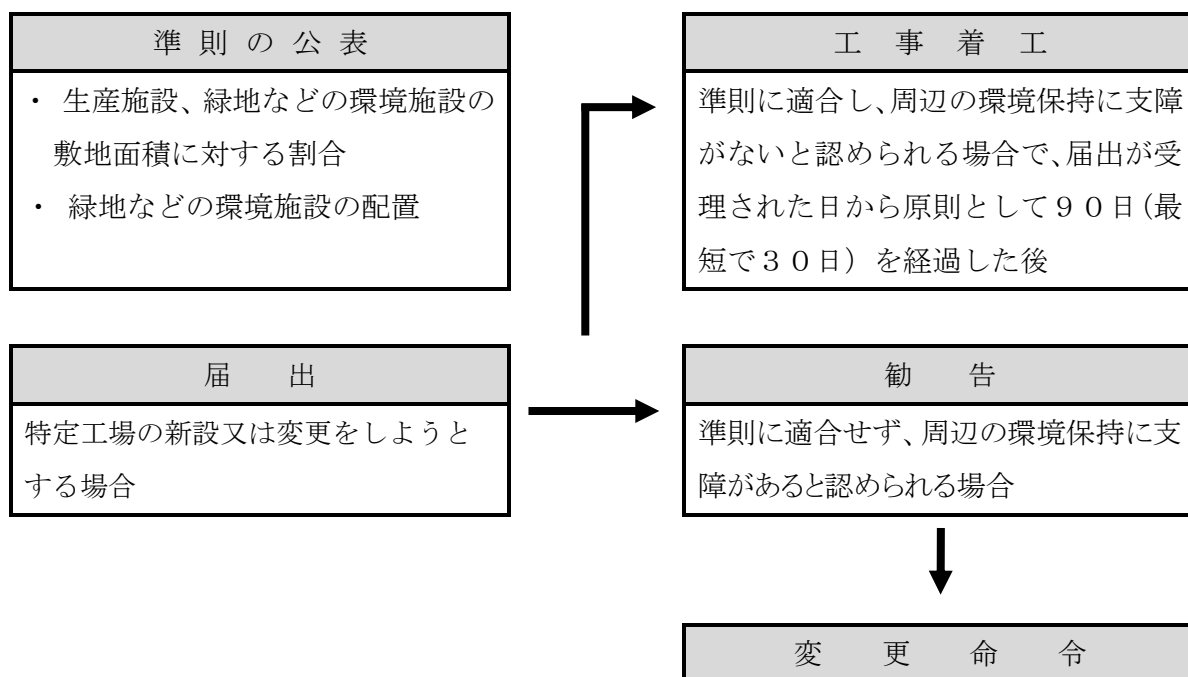 準則の公表
・ 生産施設、緑地などの環境施設の
敷地面積に対する割合
・ 緑地などの環境施設の配置
工事着工
準則に適合し、周辺の環境保持に支障
がないと認められる場合で、届出が受
理された日から原則として９０日（最
短で３０日）を経過した後
届出
特定工場の新設又は変更をしようと
する場合
勧告
準則に適合せず、周辺の環境保持に支
障があると認められる場合
変更命令